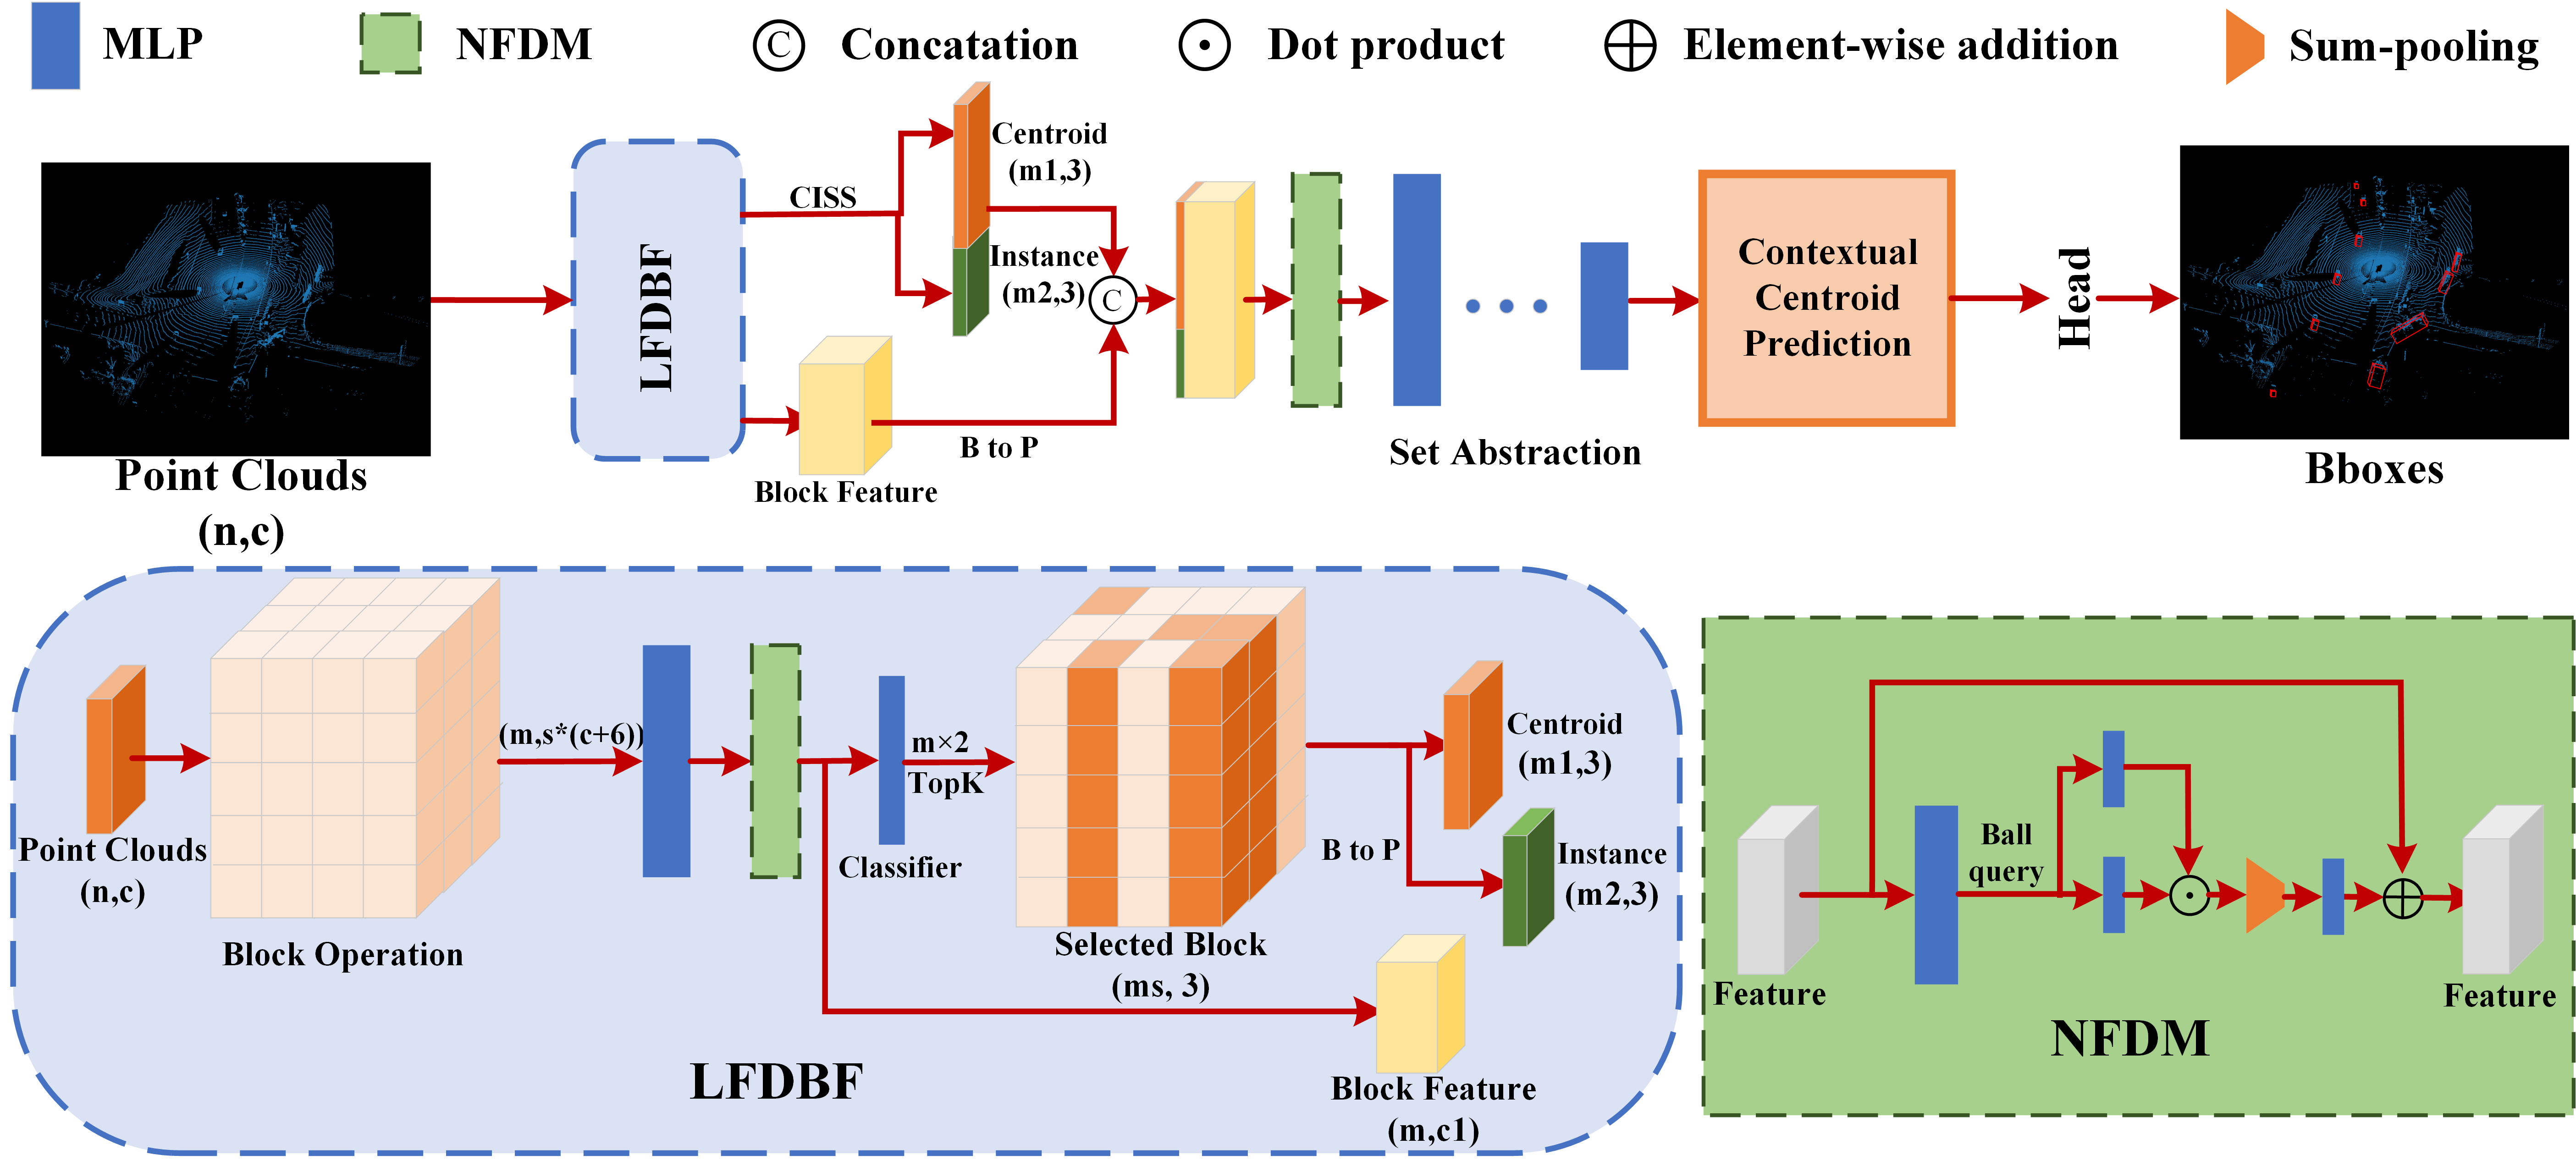 MLP
NFDM
C
Concatation
Dot product
Element-wise addition
Sum-pooling
Point Clouds
(n,c)
LFDBF
CISS
Centroid
(m1,3)
Instance
(m2,3)
C
Block Feature
B to P
Set Abstraction
Contextual
Centroid
Prediction
Head
Bboxes
Point Clouds
(n,c)
Block Operation
(m,s*(c+6))
Classifier
m×2
TopK
Selected Block
(ms, 3)
B to P
Centroid
(m1,3)
Instance
(m2,3)
Block Feature
(m,c1)
LFDBF
Feature
Ball
query
Feature
NFDM